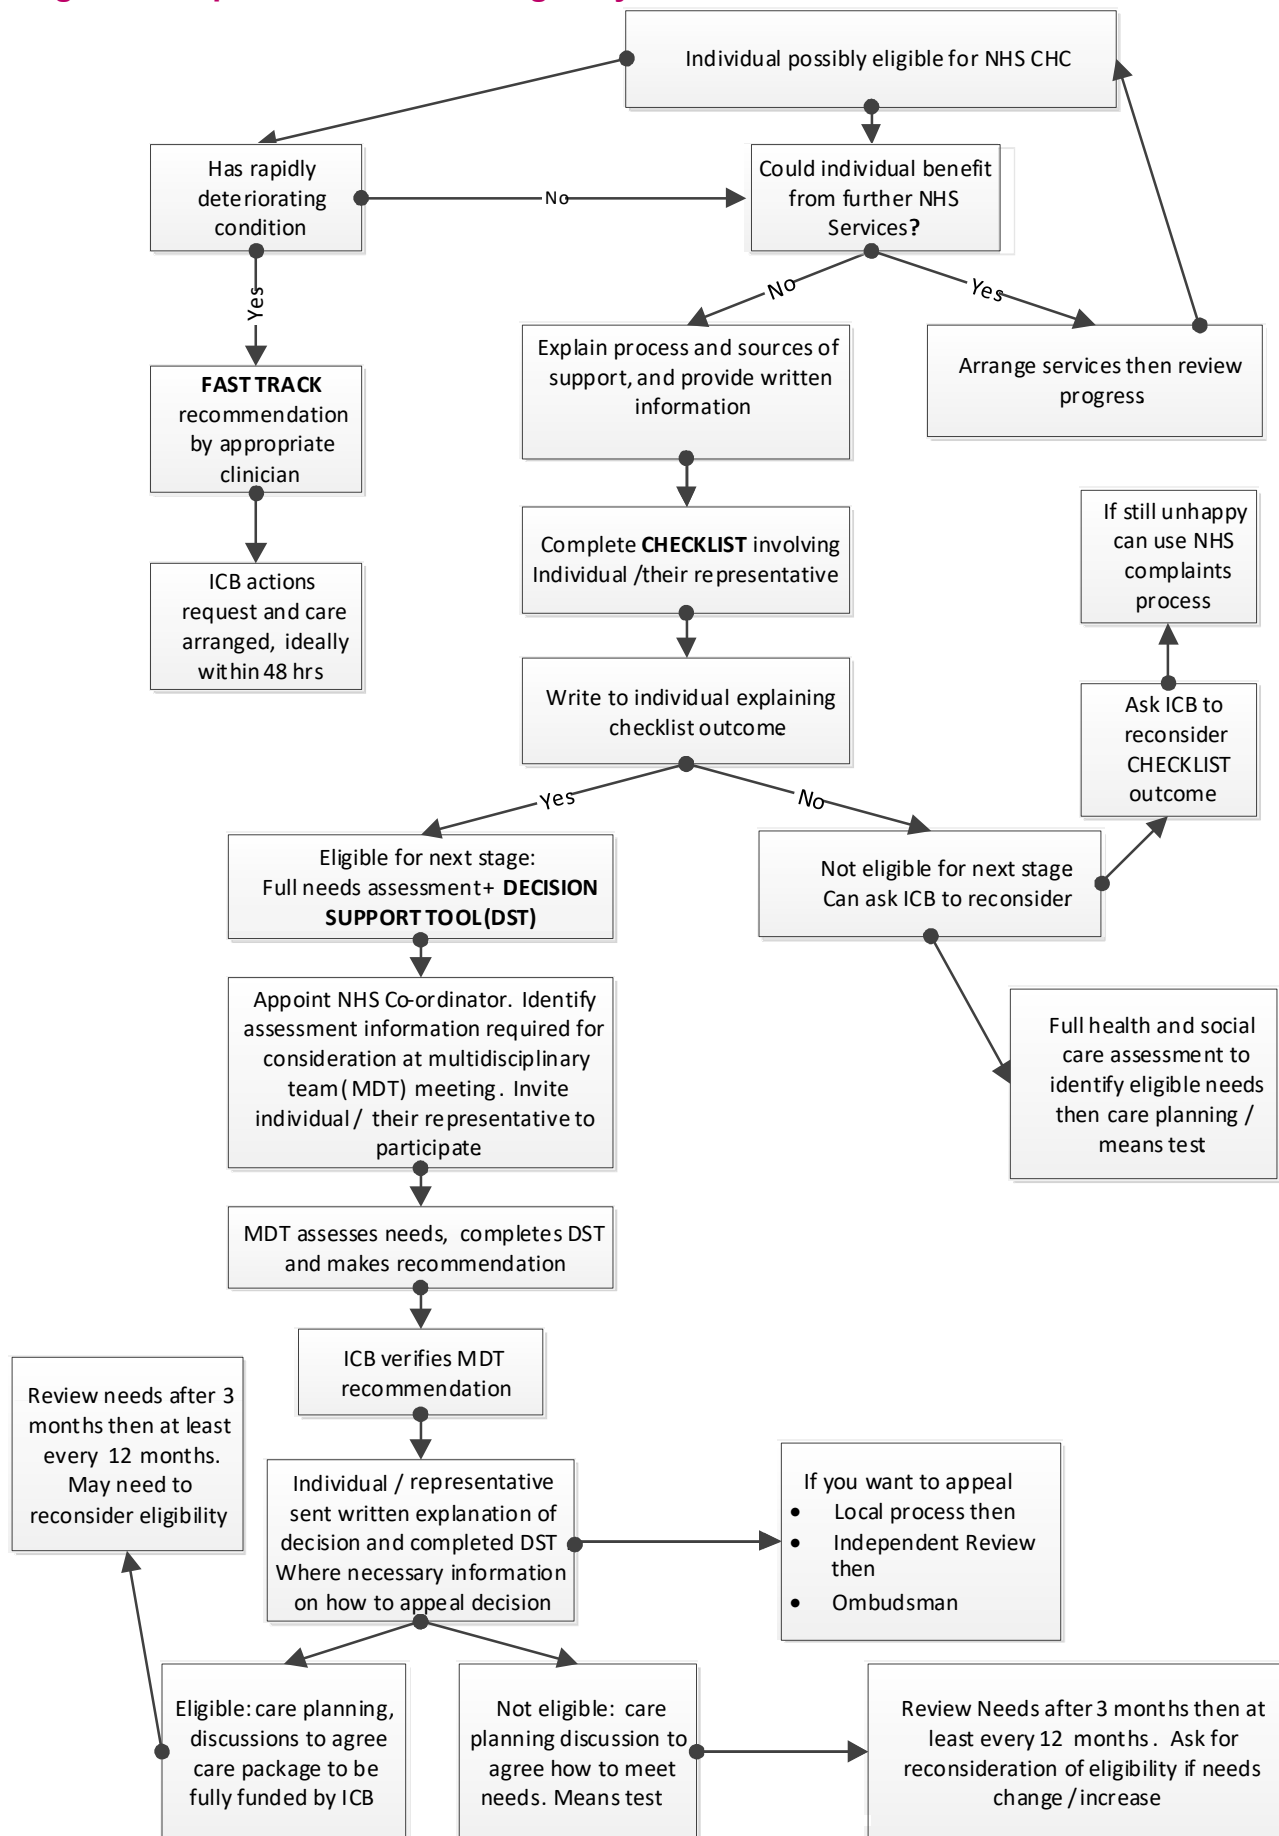 Individual possibly eligible for NHS CHC
Has rapidly
deteriorating
condition
No
Could individual benefit
from further NHS
Services?
Yes
No
Yes
FAST TRACK
recommendation
by appropriate
clinician
Explain process and sources of
support, and provide written
information
Arrange services then review
progress
ICB actions
request and care
arranged, ideally
within 48 hrs
Complete CHECKLIST involving
Individual /their representative
If still unhappy
can use NHS
complaints
process
Write to individual explaining
checklist outcome
Ask ICB to
reconsider
CHECKLIST
outcome
Yes
No
Eligible for next stage:
Full needs assessment+ DECISION
SUPPORT TOOL(DST)
Not eligible for next stage
Can ask ICB to reconsider
Appoint NHS Co-ordinator. Identify
assessment information required for
consideration at multidisciplinary
team(MDT) meeting. Invite
individual/ their representative to
participate
Full health and social
care assessment to
identify eligible needs
then care planning /
means test
MDT assesses needs, completes DST
and makes recommendation
ICB verifies MDT
recommendation
Review needs after 3
months then at least
every 12 months.
May need to
reconsider eligibility
Individual / representative
sent written explanation of
decision and completed DST
Where necessary information
on how to appeal decision
If you want to appeal
• Local process then
• Independent Review
then
• Ombudsman
Eligible: care planning,
discussions to agree
care package to be
fully funded by ICB
Not eligible: care
planning discussion to
agree how to meet
needs. Means test
Review Needs after 3 months then at
least every 12 months. Ask for
reconsideration of eligibility if needs
change /increase